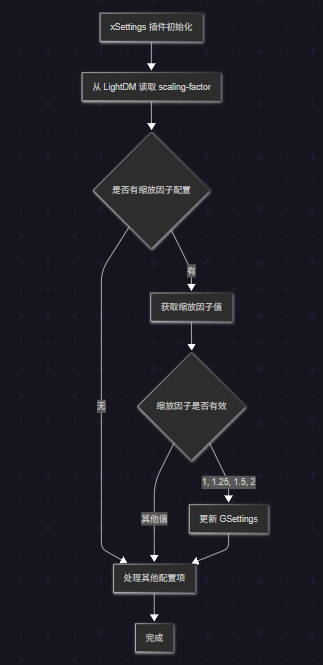 xSettings 插件初始化
从 LightDM 读取 scaling-factor
是否有缩放因子配置
有
获取缩放因子值
无
缩放因子是否有效
1, 1.25, 1.5, 2
其他值
更新 GSettings
处理其他配置项
完成